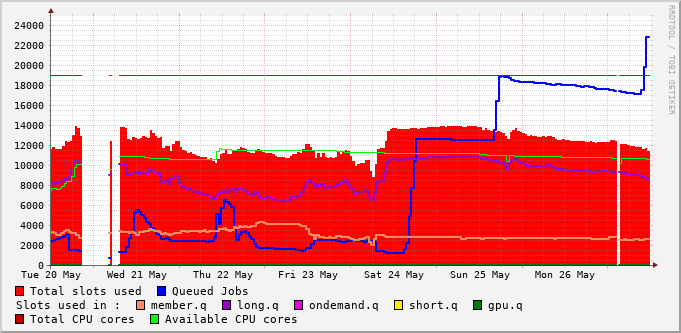 24000
22000
20000
18000
16000
14000
12000
10000
8000
6000
4000
2000
0
Tue 20 May Wed 21 May Thu 22 May Fri 23 May Sat 24 May Sun 25 May Mon 26 May
Total slots used Queued Jobs
Slots used in : member.q long.q ondemand.q short.q gpu.q
Total CPU cores Available CPU cores
RRDTOOL / TOBI OETIKER